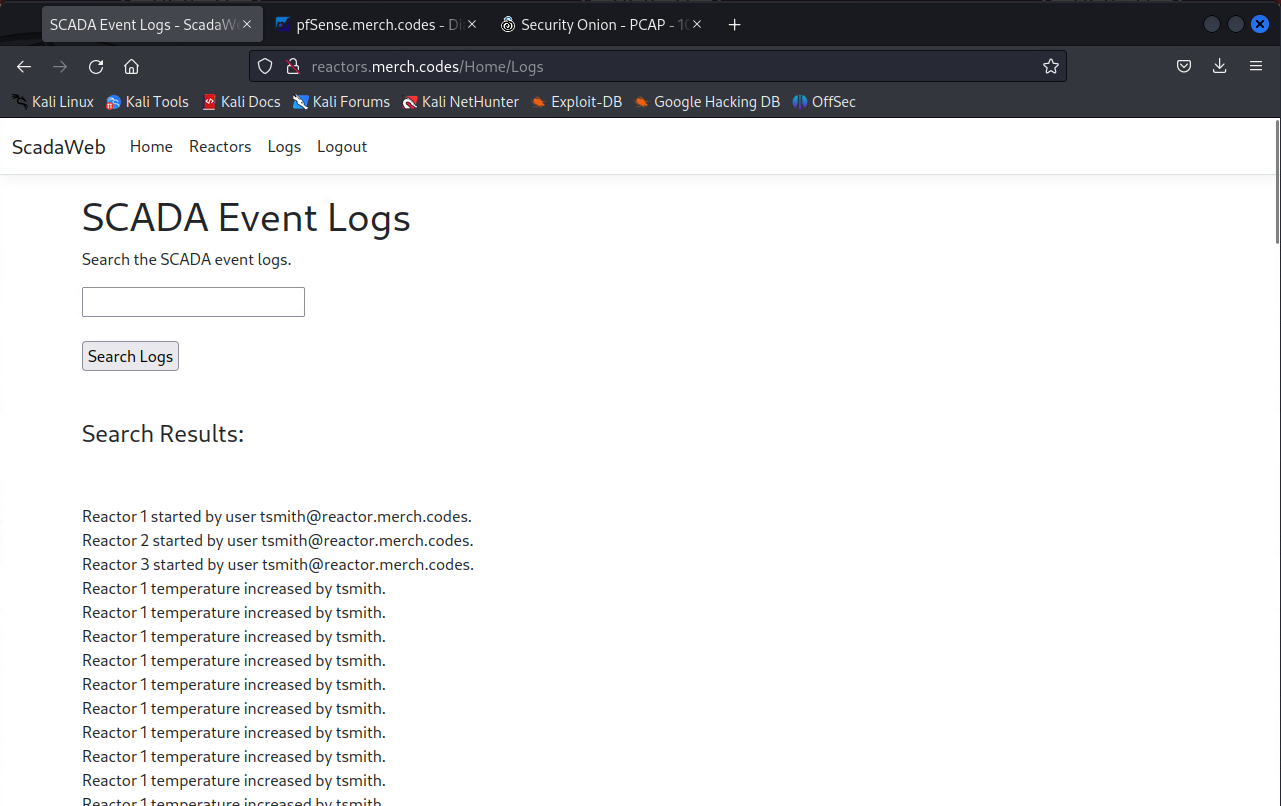 SCADA Event Logs - ScadaW
pfSense.merch.codes - Di
Security Onion - PCAP - 10
reactors.merch.codes/Home/Logs
Kali Linux Kali Tools Kali Docs Kali Forums Kali NetHunter Exploit-DB Google Hacking DB OffSec
ScadaWeb Home Reactors Logs Logout
SCADA Event Logs
Search the SCADA event logs.
Search Logs
Search Results:
Reactor 1 started by user tsmith@reactor.merch.codes.
Reactor 2 started by user tsmith@reactor.merch.codes.
Reactor 3 started by user tsmith@reactor.merch.codes.
Reactor 1 temperature increased by tsmith.
Reactor 1 temperature increased by tsmith.
Reactor 1 temperature increased by tsmith.
Reactor 1 temperature increased by tsmith.
Reactor 1 temperature increased by tsmith.
Reactor 1 temperature increased by tsmith.
Reactor 1 temperature increased by tsmith.
Reactor 1 temperature increased by tsmith.
Reactor 1 temperature increased by tsmith.
Reactor 1 temperature increased by tsmith.